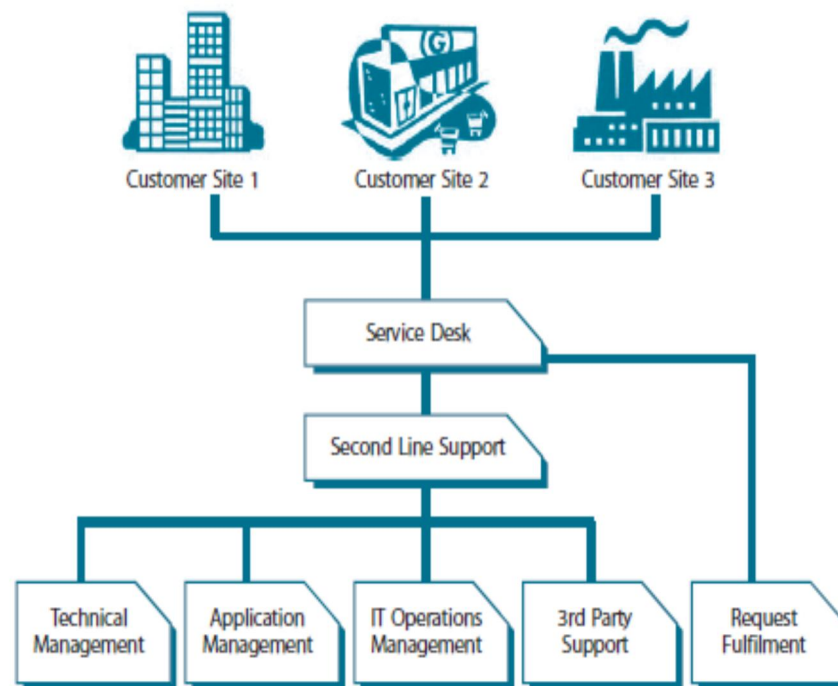 G
Customer Site 1
Customer Site 2
Customer Site 3
Service Desk
Second Line Support
Technical
Management
Application
Management
IT Operations
Management
3rd Party
Support
Request
Fulfilment